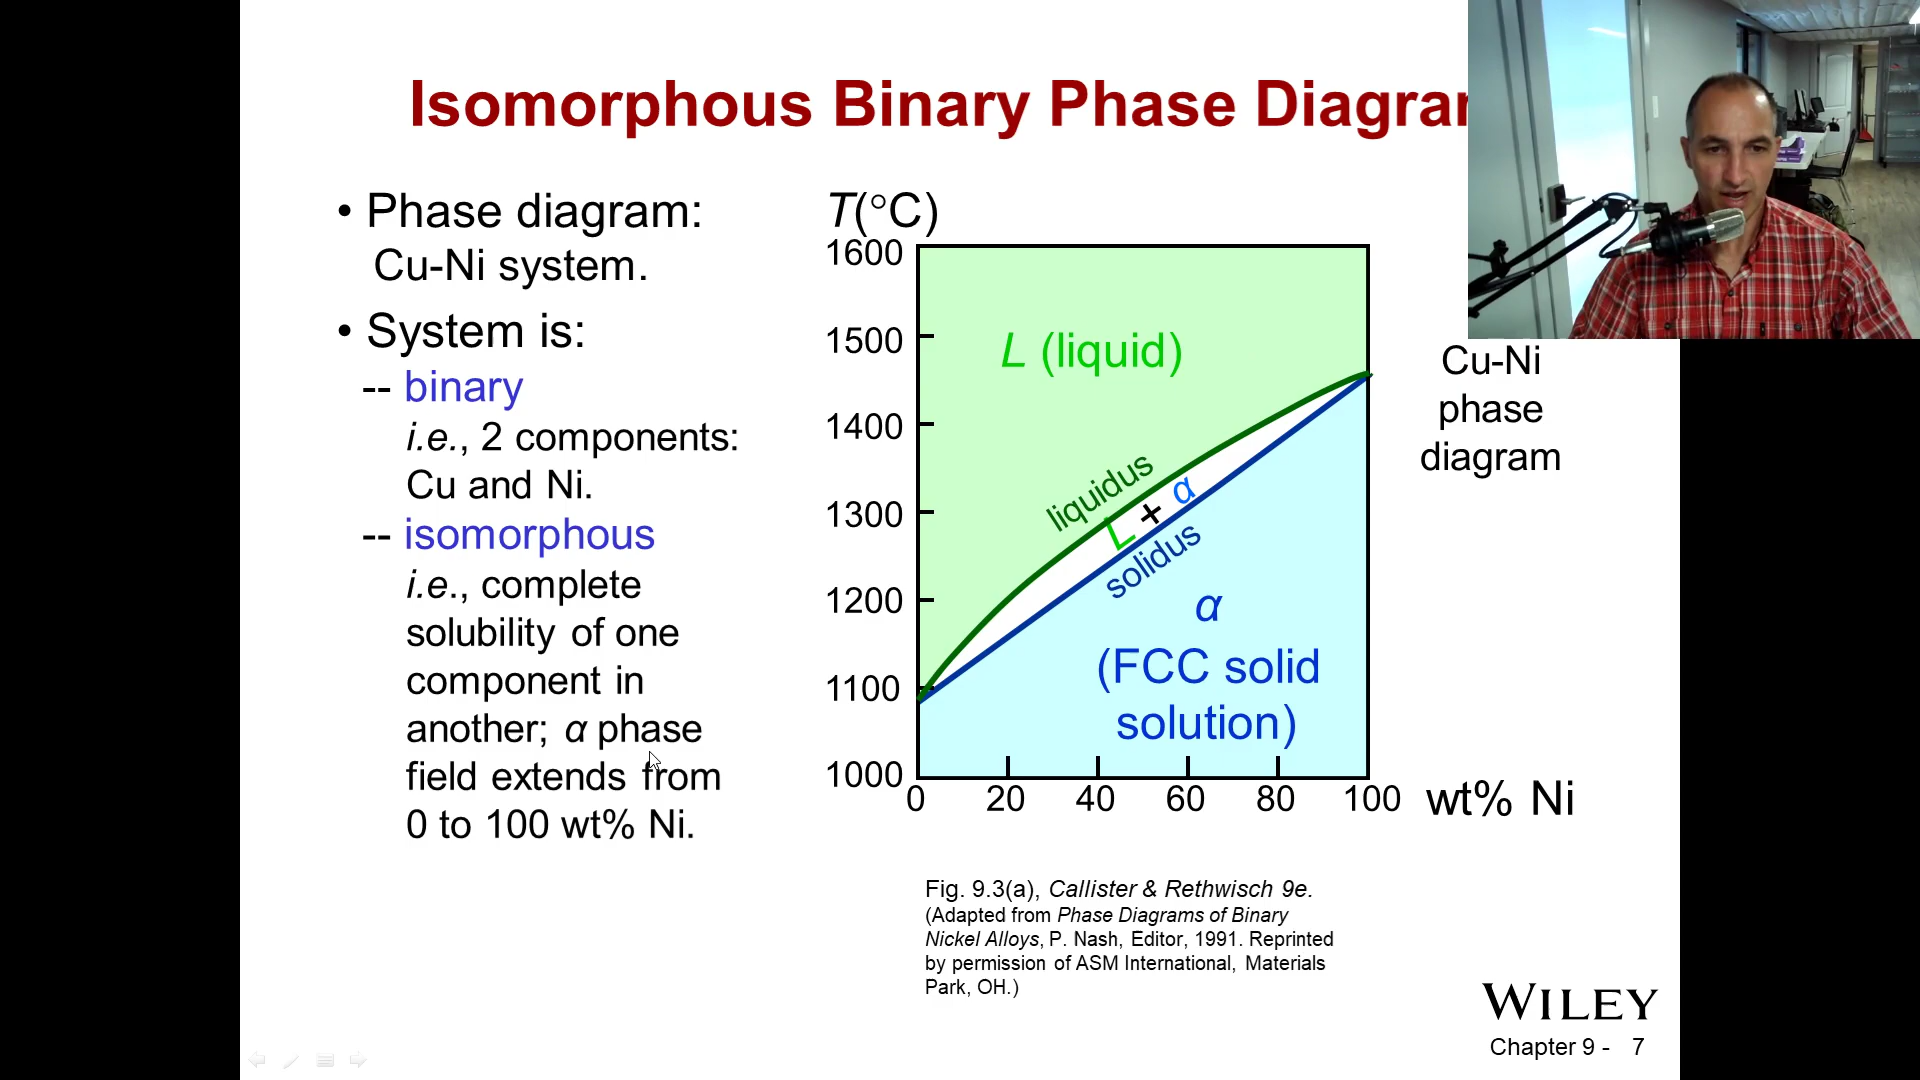 Isomorphous Binary Phase Diagram
• Phase diagram:
Cu-Ni system.
• System is:
-- binary
i.e., 2 components:
Cu and Ni.
-- isomorphous
i.e., complete
solubility of one
component in
another; α phase
field extends from
0 to 100 wt% Ni.
T(°C)
1600
1500
1400
1300
1200
1100
1000
0 20 40 60 80 100 wt% Ni
L (liquid)
liquidus
L + α
solidus
α
(FCC solid
solution)
Cu-Ni
phase
diagram
Fig. 9.3(a), Callister & Rethwisch 9e.
(Adapted from Phase Diagrams of Binary
Nickel Alloys, P. Nash, Editor, 1991. Reprinted
by permission of ASM International, Materials
Park, OH.)
WILEY
Chapter 9 - 7